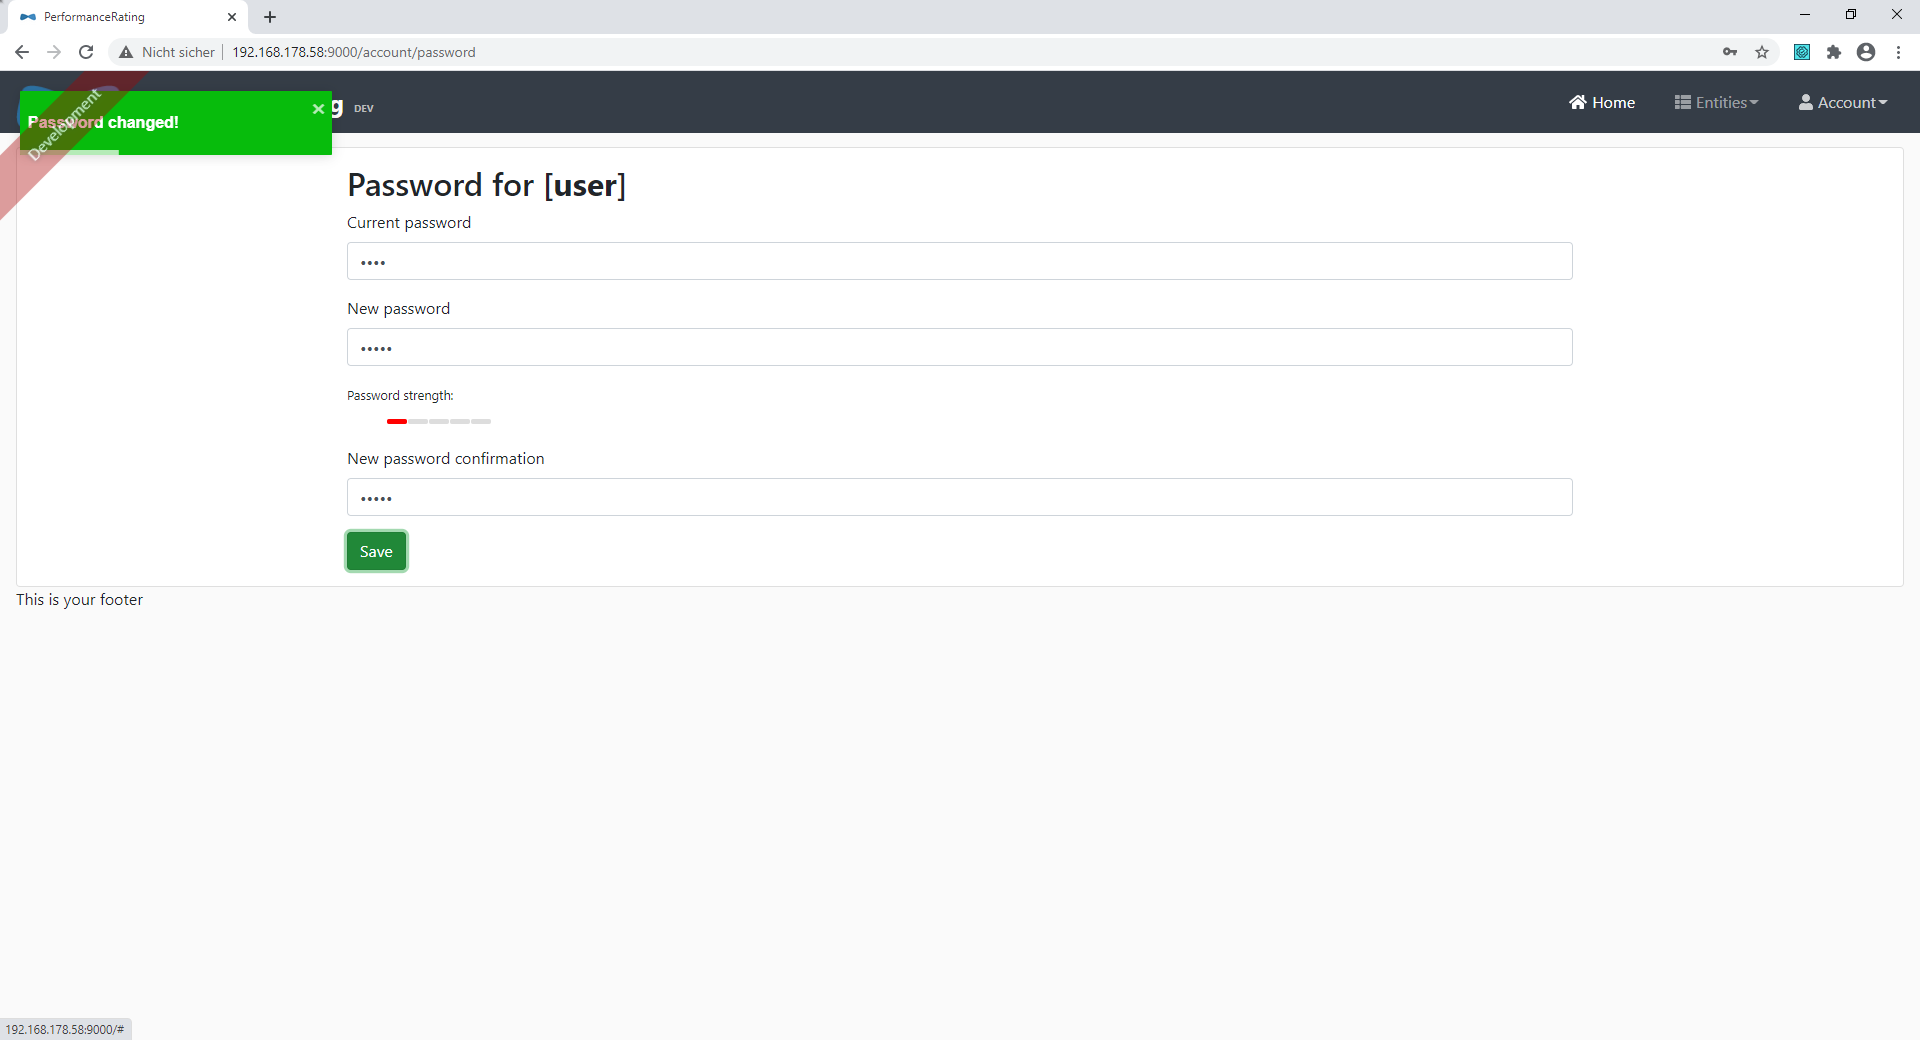 PerformanceRating
Nicht sicher
192.168.178.58:9000/account/password
Development
Password changed!
g DEV
Home
Entities
Account
Password for [user]
Current password
••••
New password
•••••
Password strength:
New password confirmation
•••••
Save
This is your footer
192.168.178.58:9000/#